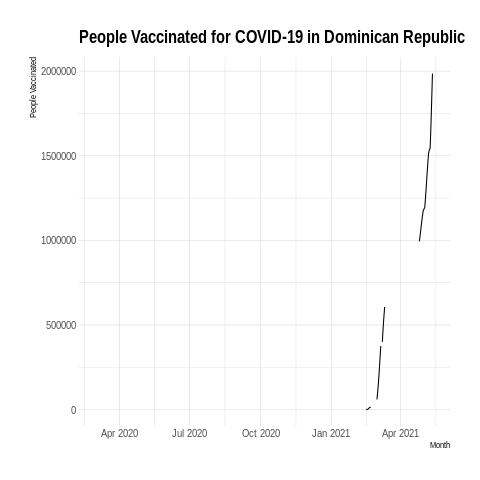 People Vaccinated for COVID-19 in Dominican Republic
People Vaccinated
2000000
1500000
1000000
500000
0
Apr 2020 Jul 2020 Oct 2020 Jan 2021 Apr 2021
Month